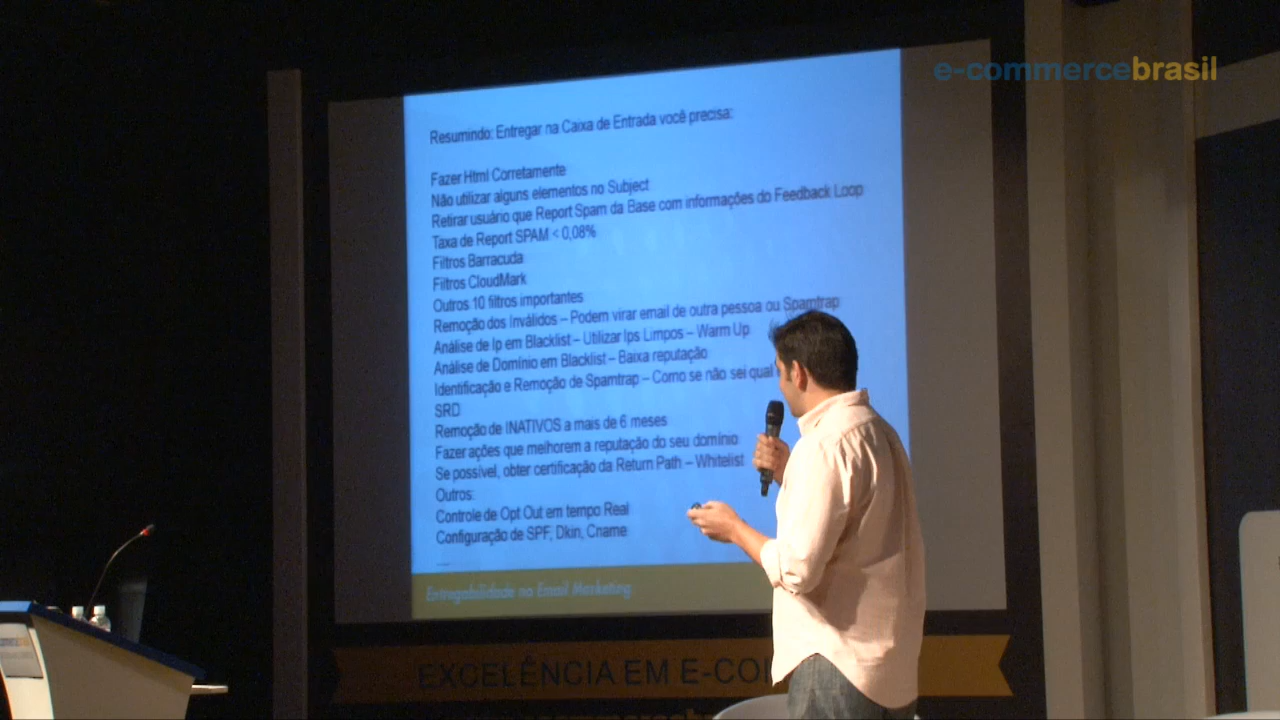 e-commercebrasil
Resumindo: Entregar na Caixa de Entrada você precisa:
Fazer Html Corretamente
Não utilizar alguns elementos no Subject
Retirar usuário que Report Spam da Base com informações do Feedback Loop
Taxa de Report SPAM < 0,08%
Filtros Barracuda
Filtros CloudMark
Outros 10 filtros importantes
Remoção dos Inválidos – Podem virar email de outra pessoa ou Spamtrap
Análise de Ip em Blacklist – Utilizar Ips Limpos – Warm Up
Análise de Domínio em Blacklist – Baixa reputação
Identificação e Remoção de Spamtrap – Como se não sei qual
SRD
Remoção de INATIVOS a mais de 6 meses
Fazer ações que melhorem a reputação do seu domínio
Se possível, obter certificação da Return Path – Whitelist
Outros:
Controle de Opt Out em tempo Real
Configuração de SPF, Dkin, Cname
....
Entregabilidade no Email Marketing
EXCELÊNCIA EM E-CO